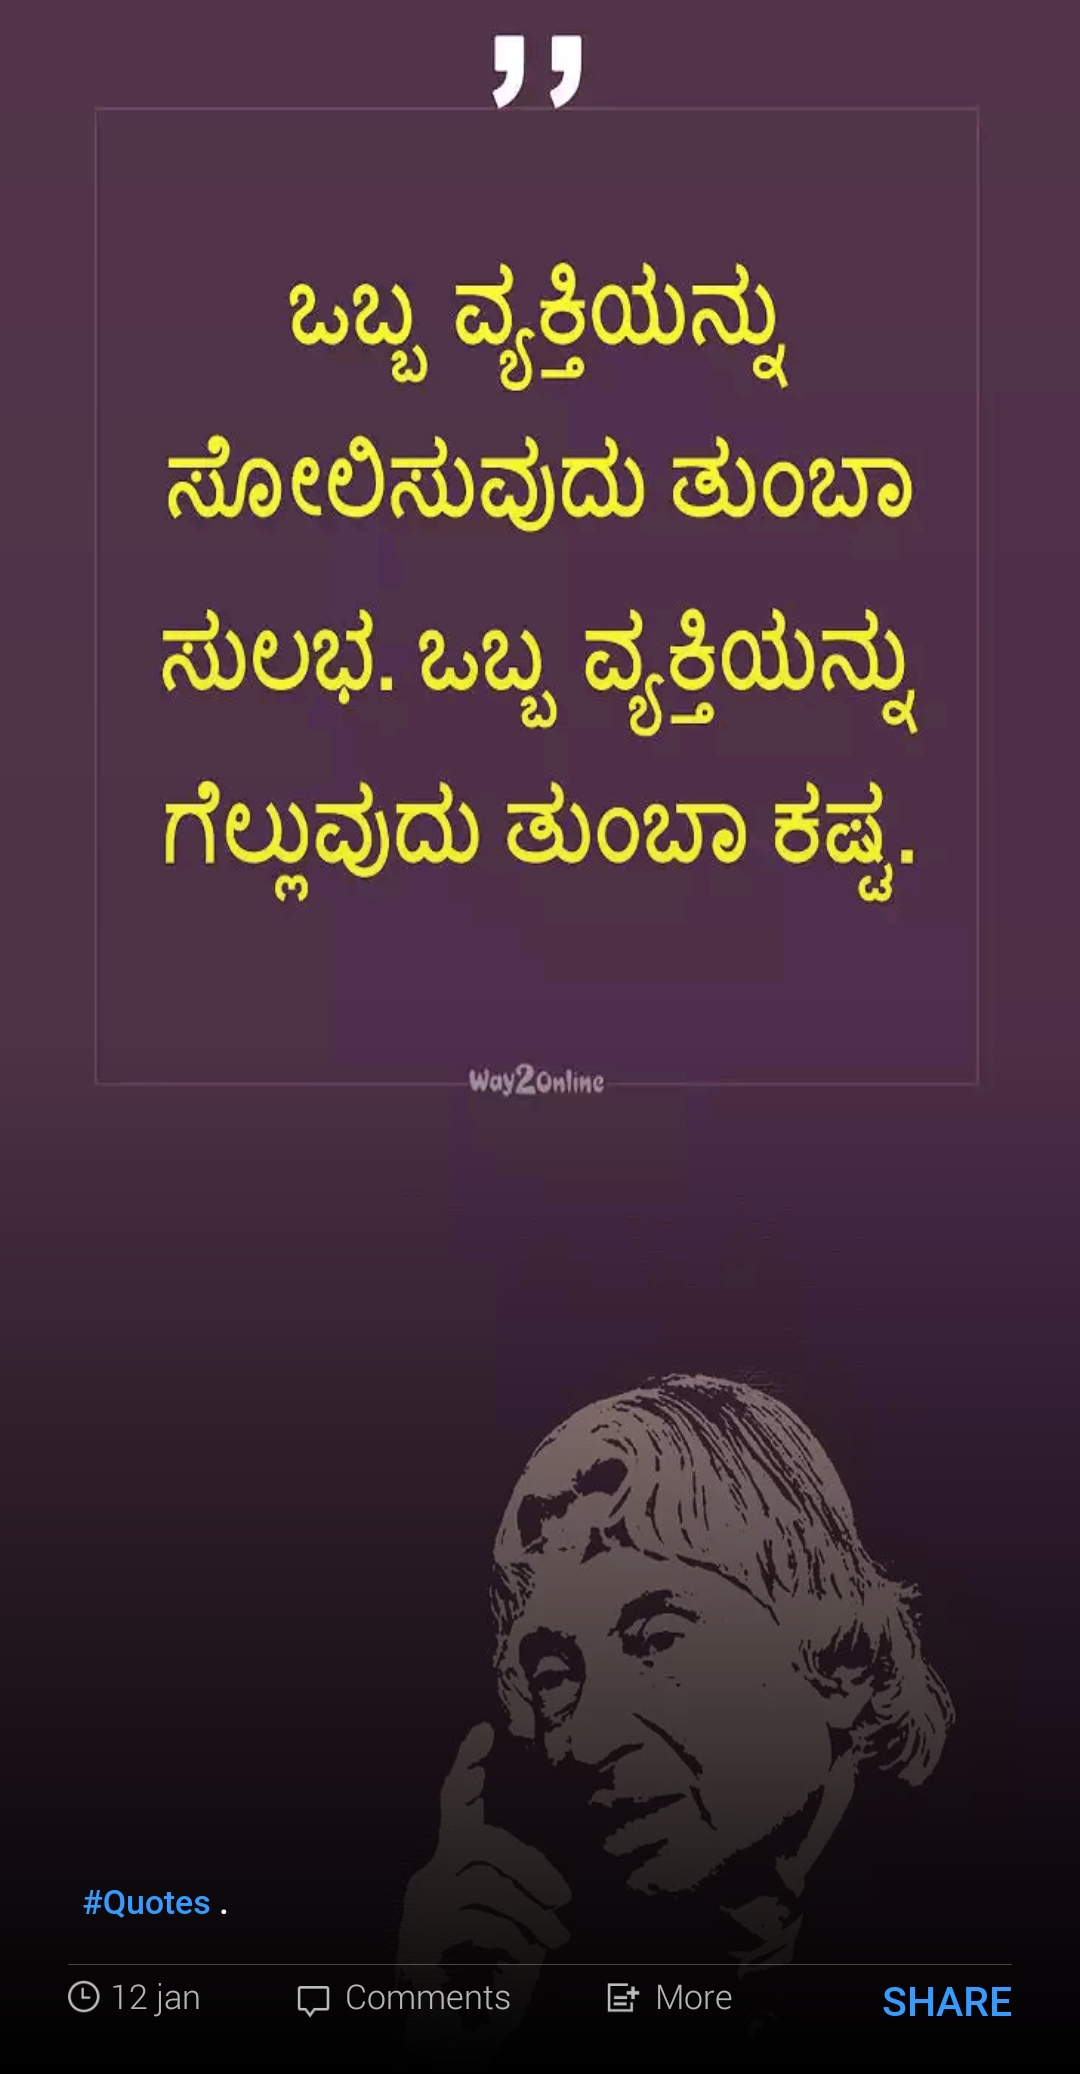 ”
ಒಬ್ಬ ವ್ಯಕ್ತಿಯನ್ನು
ಸೋಲಿಸುವುದು ತುಂಬಾ
ಸುಲಭ. ಒಬ್ಬ ವ್ಯಕ್ತಿಯನ್ನು
ಗೆಲ್ಲುವುದು ತುಂಬಾ ಕಷ್ಟ.
Way2Online
#Quotes .
12 jan Comments More SHARE